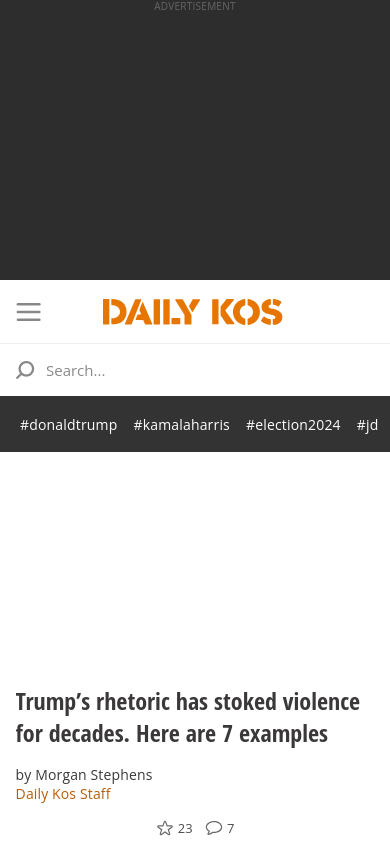 ADVERTISEMENT
DAILY KOS
Search...
#donaldtrump #kamalaharris #election2024 #jd
Trump’s rhetoric has stoked violence
for decades. Here are 7 examples
by Morgan Stephens
Daily Kos Staff
23 7